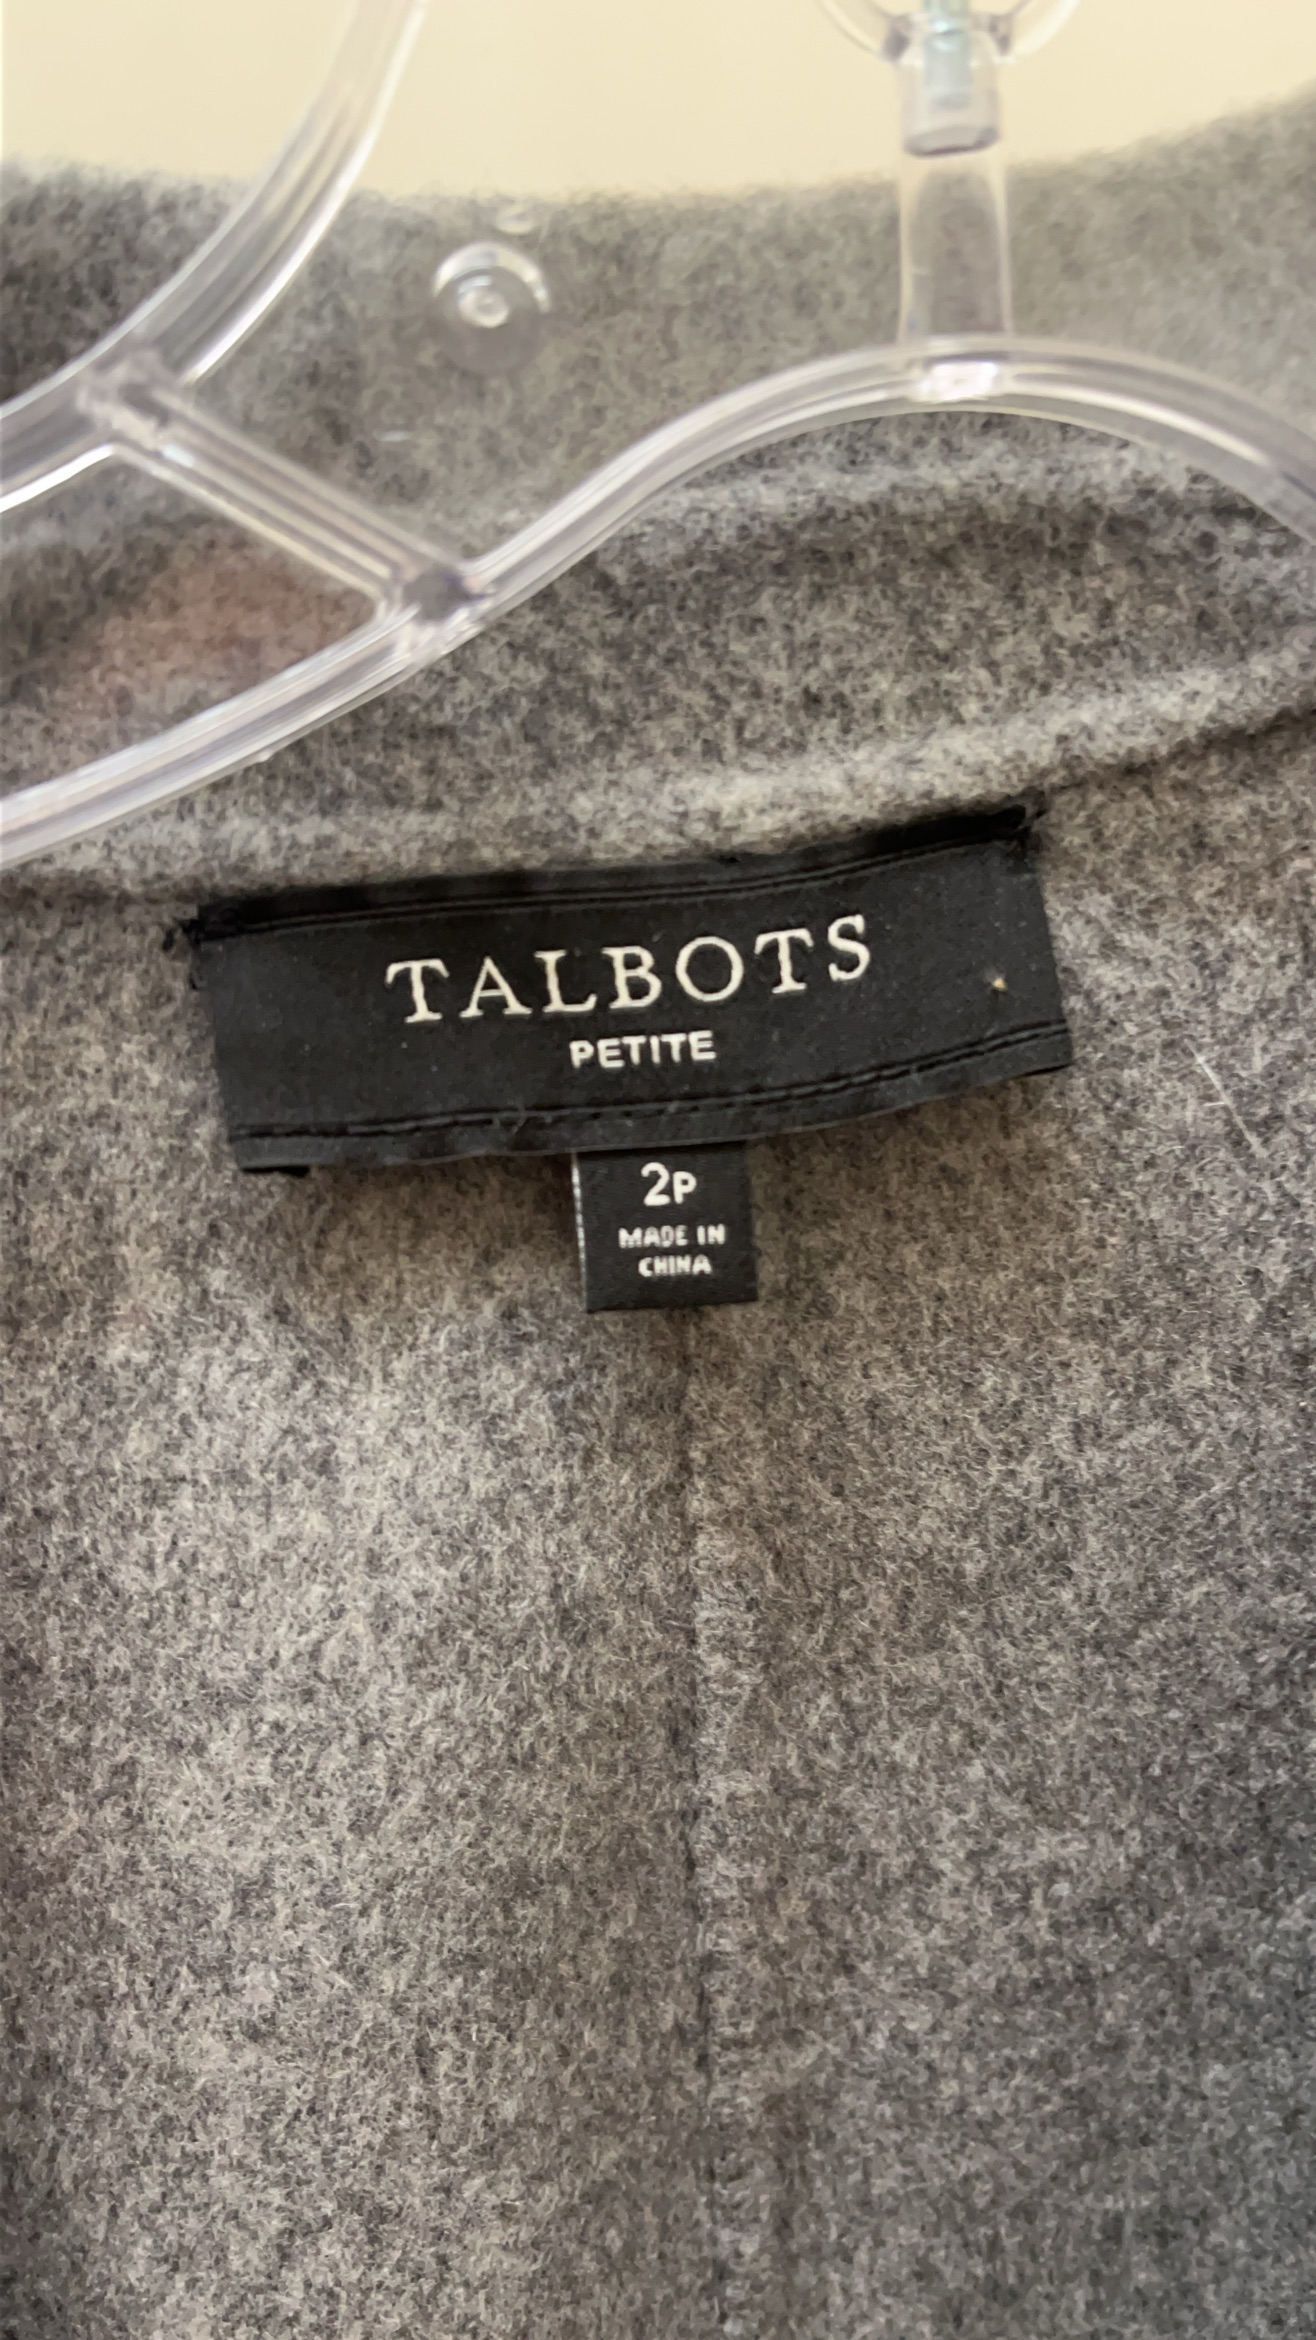 TALBOTS
PETITE
2P
MADE IN
CHINA